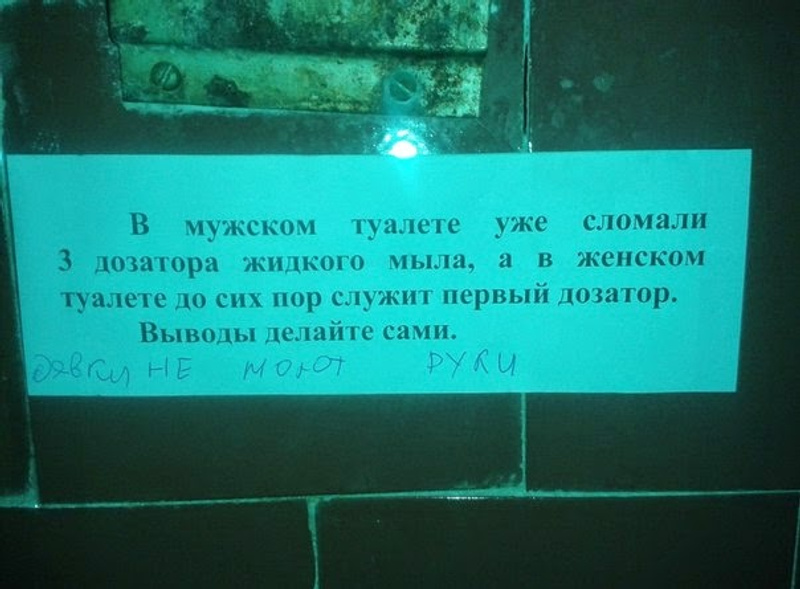 В мужском туалете уже сломали
3 дозатора жидкого мыла, а в женском
туалете до сих пор служит первый дозатор.
Выводы делайте сами.
дявки НЕ моют РУКИ